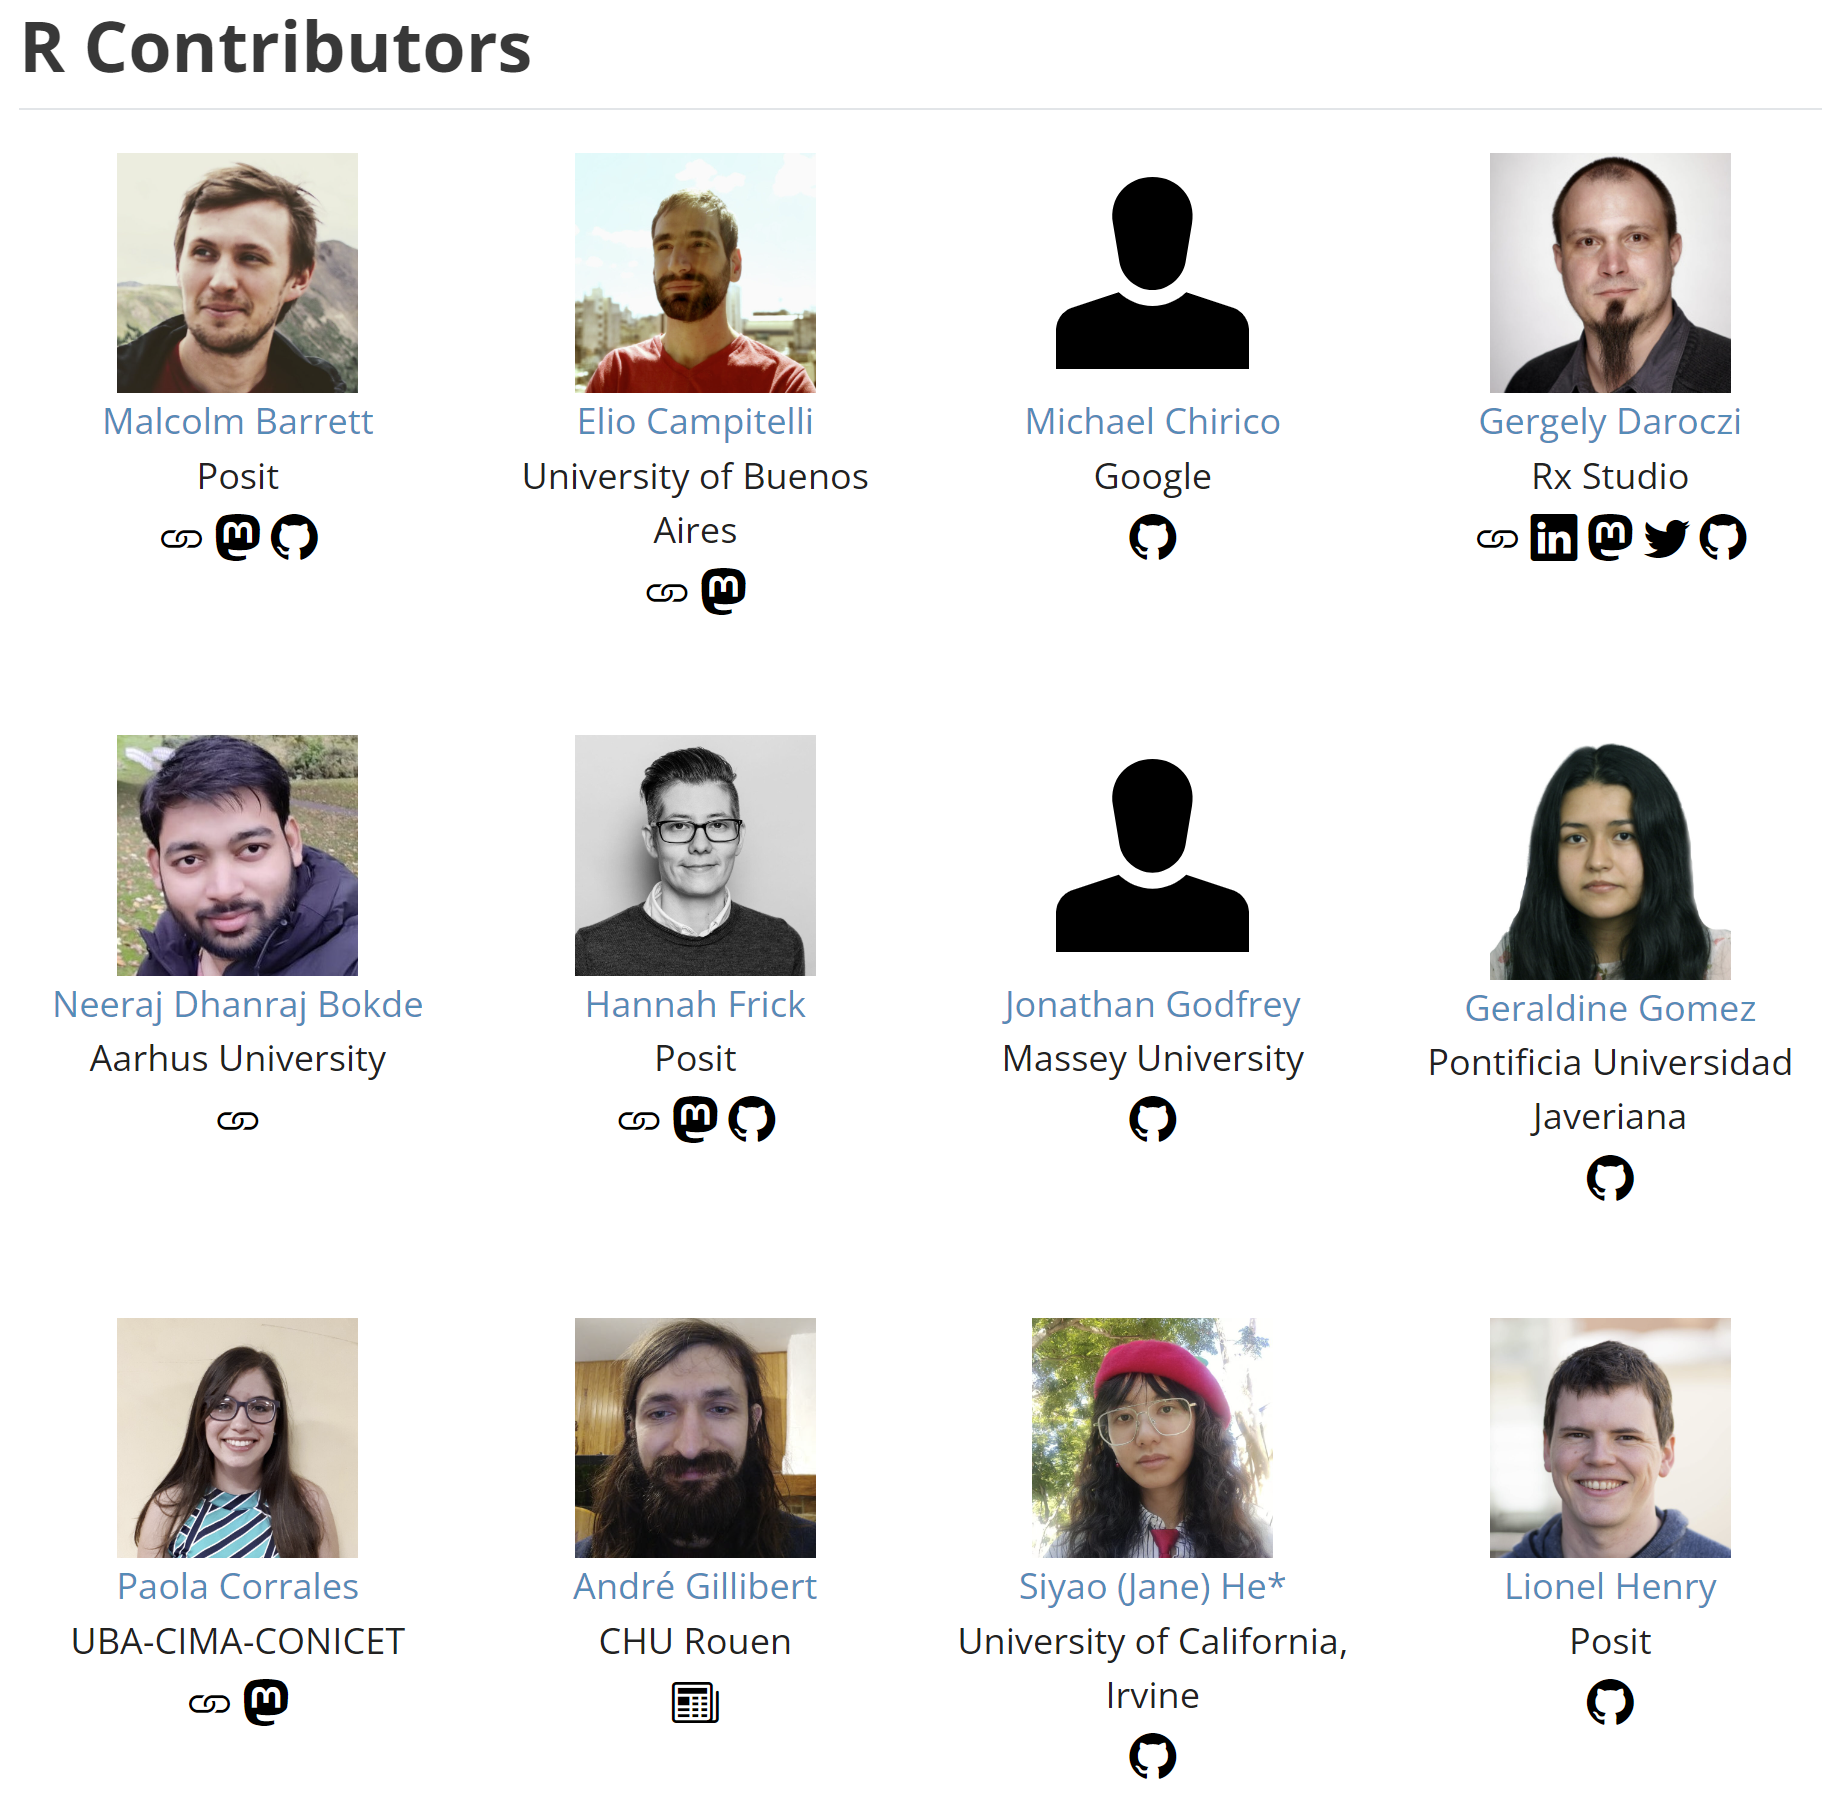 R Contributors
Malcolm Barrett
Posit
Elio Campitelli
University of Buenos
Aires
Michael Chirico
Google
Gergely Daroczi
Rx Studio
Neeraj Dhanraj Bokde
Aarhus University
Hannah Frick
Posit
Jonathan Godfrey
Massey University
Geraldine Gomez
Pontificia Universidad
Javeriana
Paola Corrales
UBA-CIMA-CONICET
André Gillibert
CHU Rouen
Siyao (Jane) He*
University of California,
Irvine
Lionel Henry
Posit